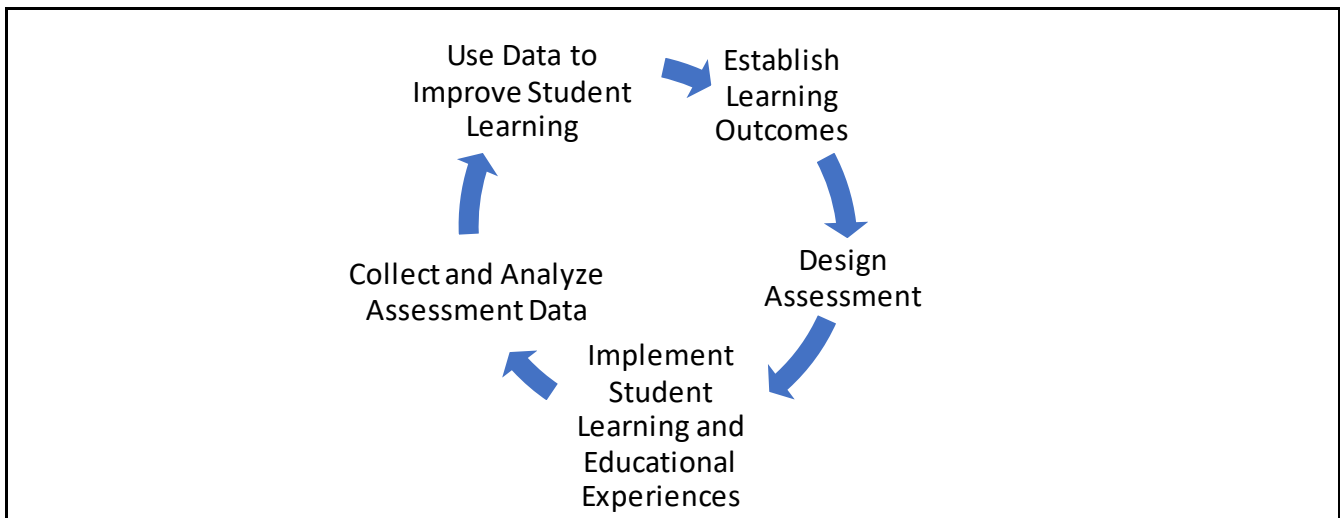 Use Data to
Improve Student
Learning
Establish
Learning
Outcomes
Design
Assessment
Implement
Student
Learning and
Educational
Experiences
Collect and Analyze
Assessment Data